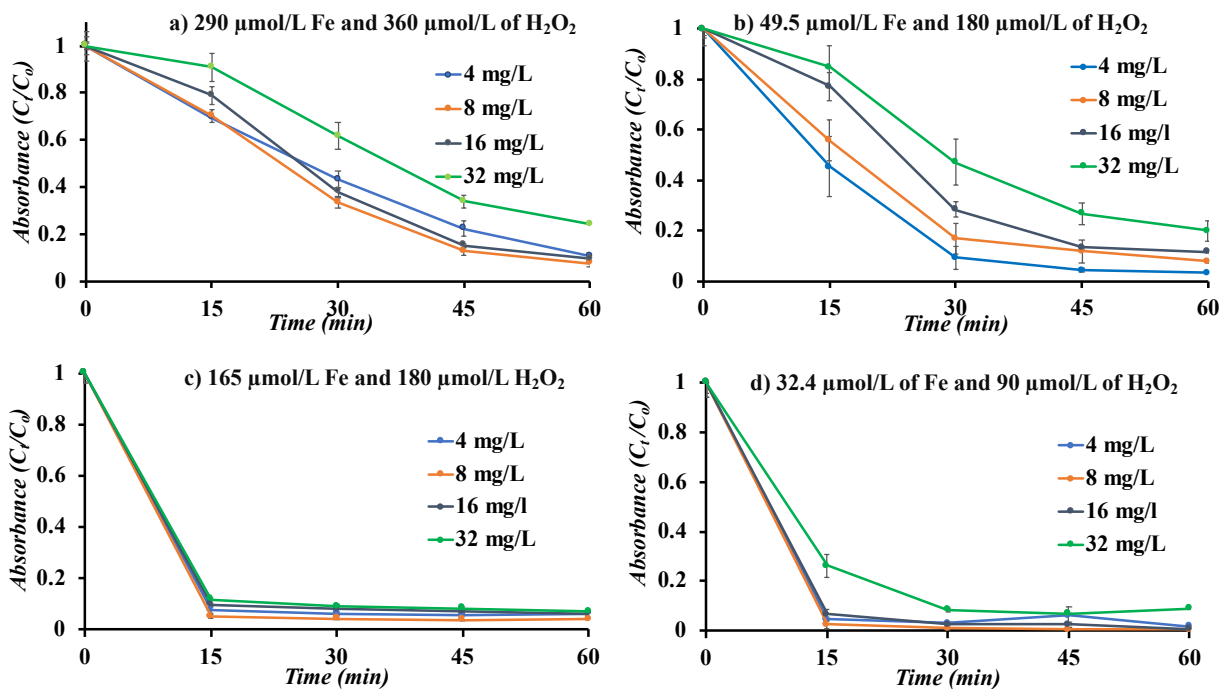 a) 290 µmol/L Fe and 360 µmol/L of H₂O₂
Absorbance (Cₜ/Cₒ)
1
0.8
0.6
0.4
0.2
0
4 mg/L
8 mg/L
16 mg/L
32 mg/L
0 15 30 45 60
Time (min)
b) 49.5 µmol/L Fe and 180 µmol/L of H₂O₂
Absorbance (Cₜ/Cₒ)
1
0.8
0.6
0.4
0.2
0
4 mg/L
8 mg/L
16 mg/l
32 mg/L
0 15 30 45 60
Time (min)
c) 165 µmol/L Fe and 180 µmol/L H₂O₂
Absorbance (Cₜ/Cₒ)
1
0.8
0.6
0.4
0.2
0
4 mg/L
8 mg/L
16 mg/l
32 mg/L
0 15 30 45 60
Time (min)
d) 32.4 µmol/L of Fe and 90 µmol/L of H₂O₂
Absorbance (Cₜ/Cₒ)
1
0.8
0.6
0.4
0.2
0
4 mg/L
8 mg/L
16 mg/l
32 mg/L
0 15 30 45 60
Time (min)